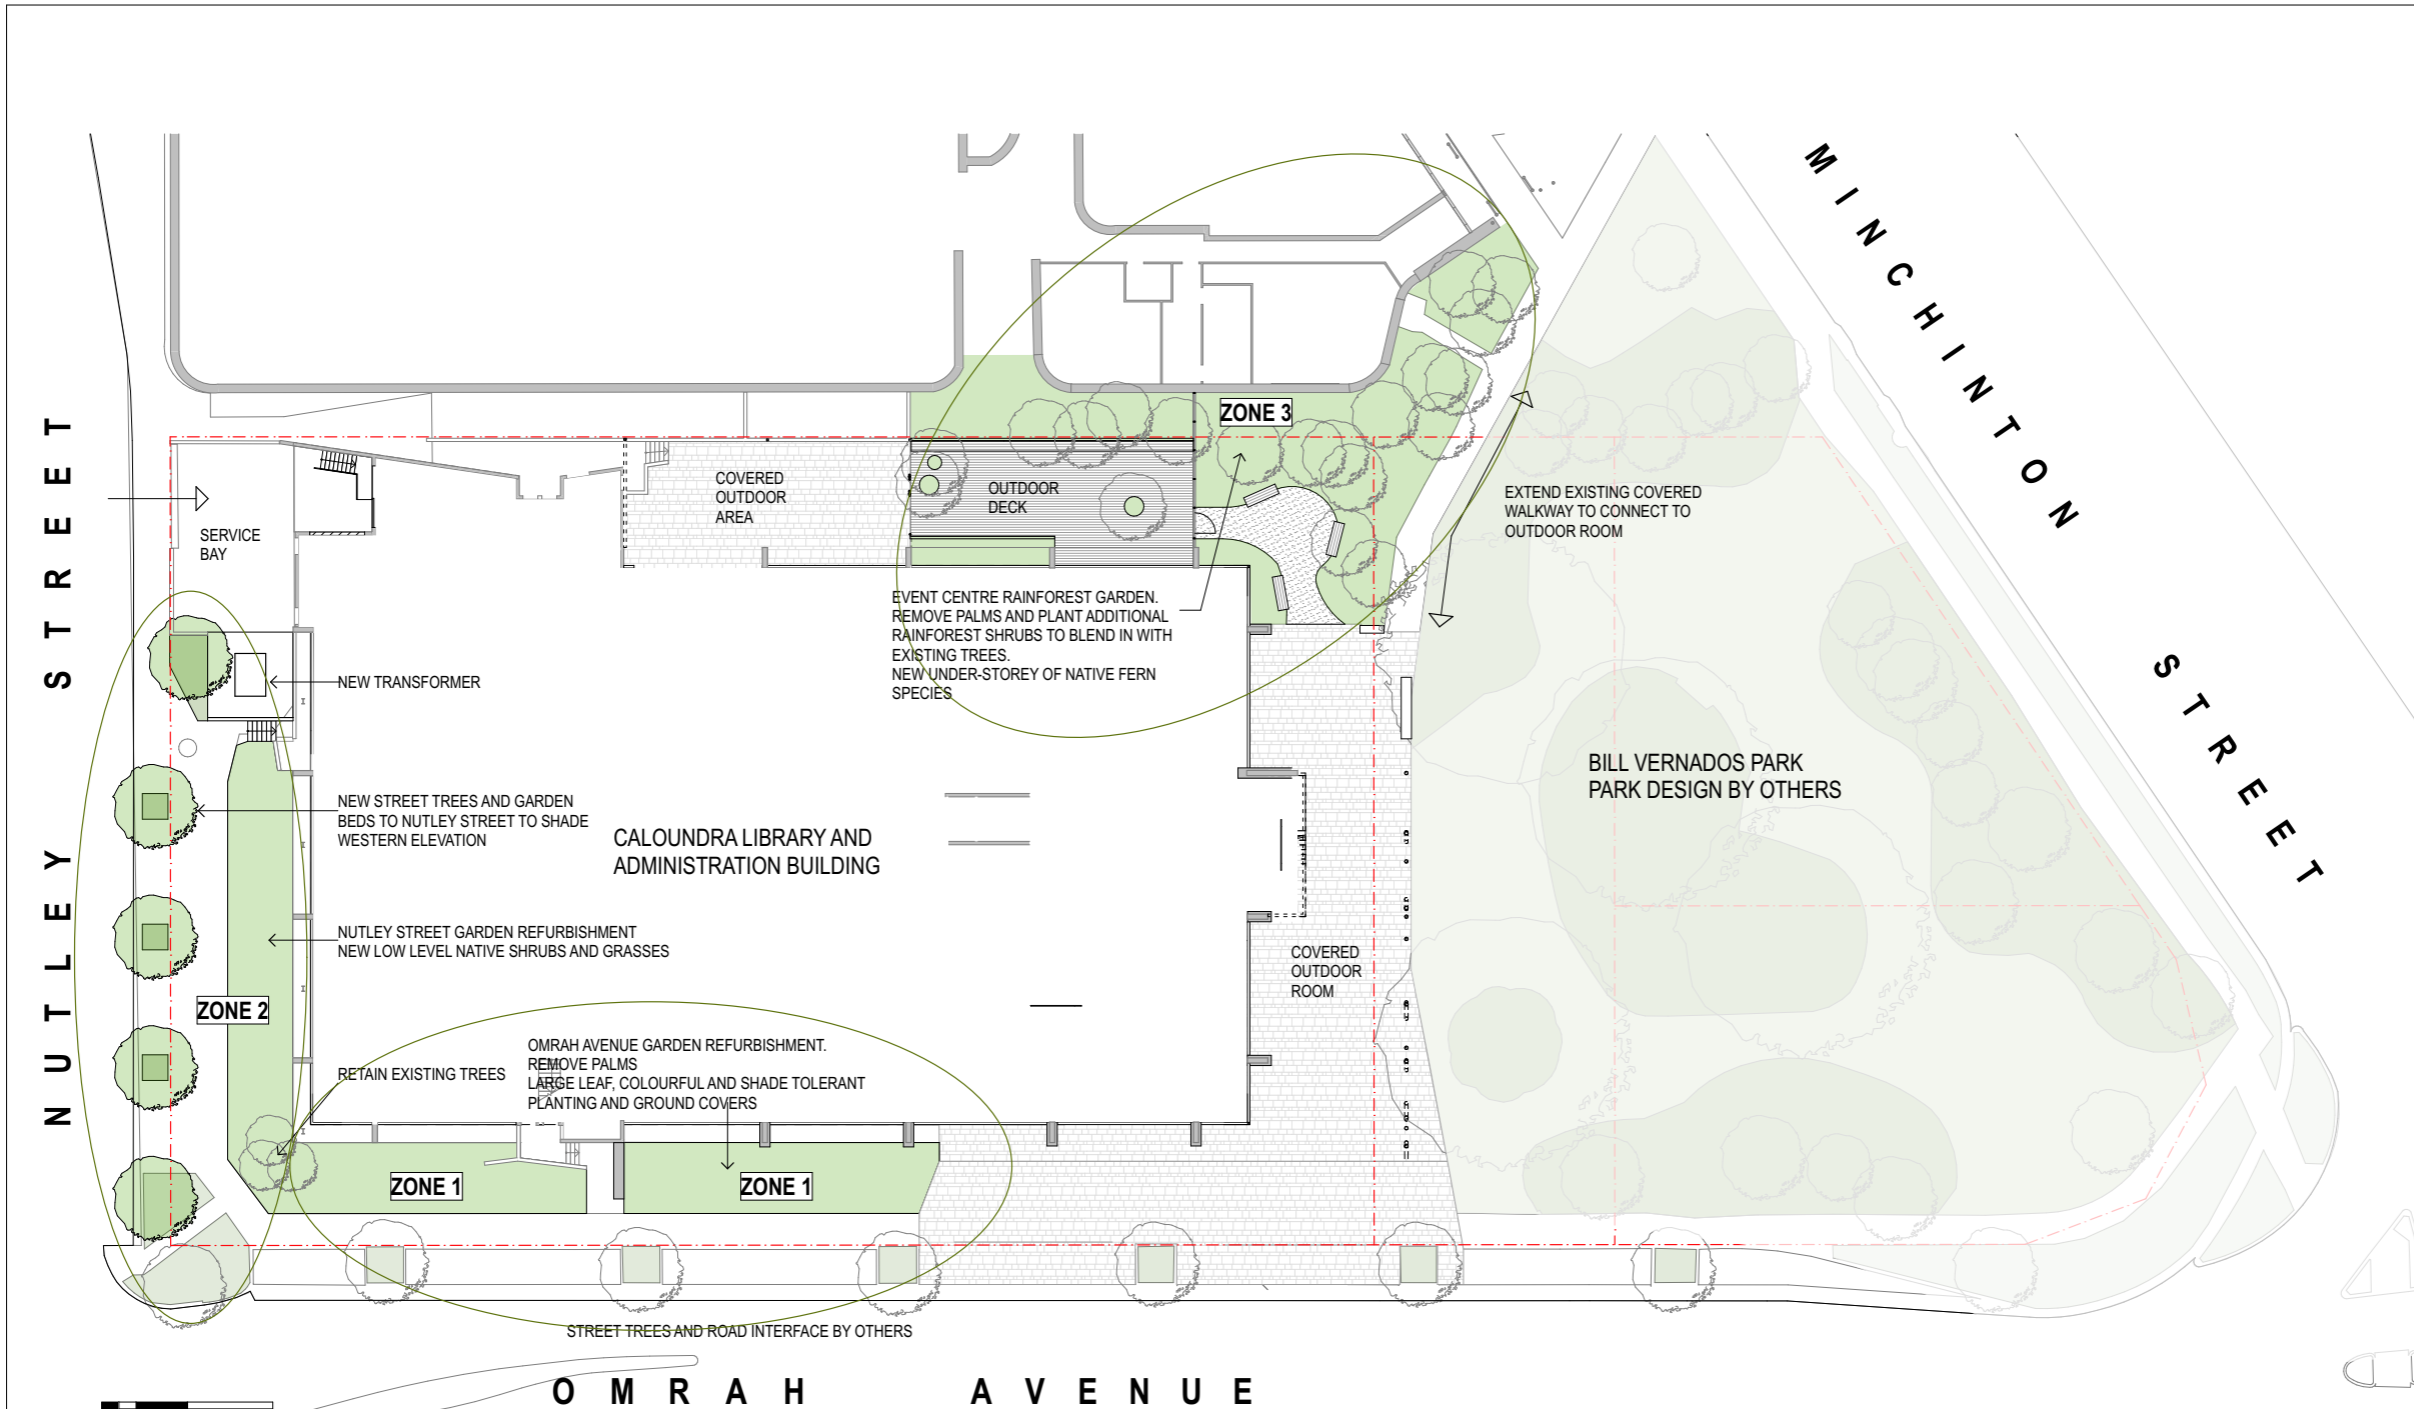 MINCHINTON STREET
NUTLEY STREET
ZONE 3
COVERED
OUTDOOR
AREA
OUTDOOR
DECK
EXTEND EXISTING COVERED
WALKWAY TO CONNECT TO
OUTDOOR ROOM
SERVICE
BAY
EVENT CENTRE RAINFOREST GARDEN.
REMOVE PALMS AND PLANT ADDITIONAL
RAINFOREST SHRUBS TO BLEND IN WITH
EXISTING TREES.
NEW UNDER-STOREY OF NATIVE FERN
SPECIES
NEW TRANSFORMER
BILL VERNADOS PARK
PARK DESIGN BY OTHERS
NEW STREET TREES AND GARDEN
BEDS TO NUTLEY STREET TO SHADE
WESTERN ELEVATION
CALOUNDRA LIBRARY AND
ADMINISTRATION BUILDING
NUTLEY STREET GARDEN REFURBISHMENT
NEW LOW LEVEL NATIVE SHRUBS AND GRASSES
COVERED
OUTDOOR
ROOM
ZONE 2
OMRAH AVENUE GARDEN REFURBISHMENT.
REMOVE PALMS
LARGE LEAF, COLOURFUL AND SHADE TOLERANT
PLANTING AND GROUND COVERS
RETAIN EXISTING TREES
ZONE 1
ZONE 1
STREET TREES AND ROAD INTERFACE BY OTHERS
OMRAH AVENUE